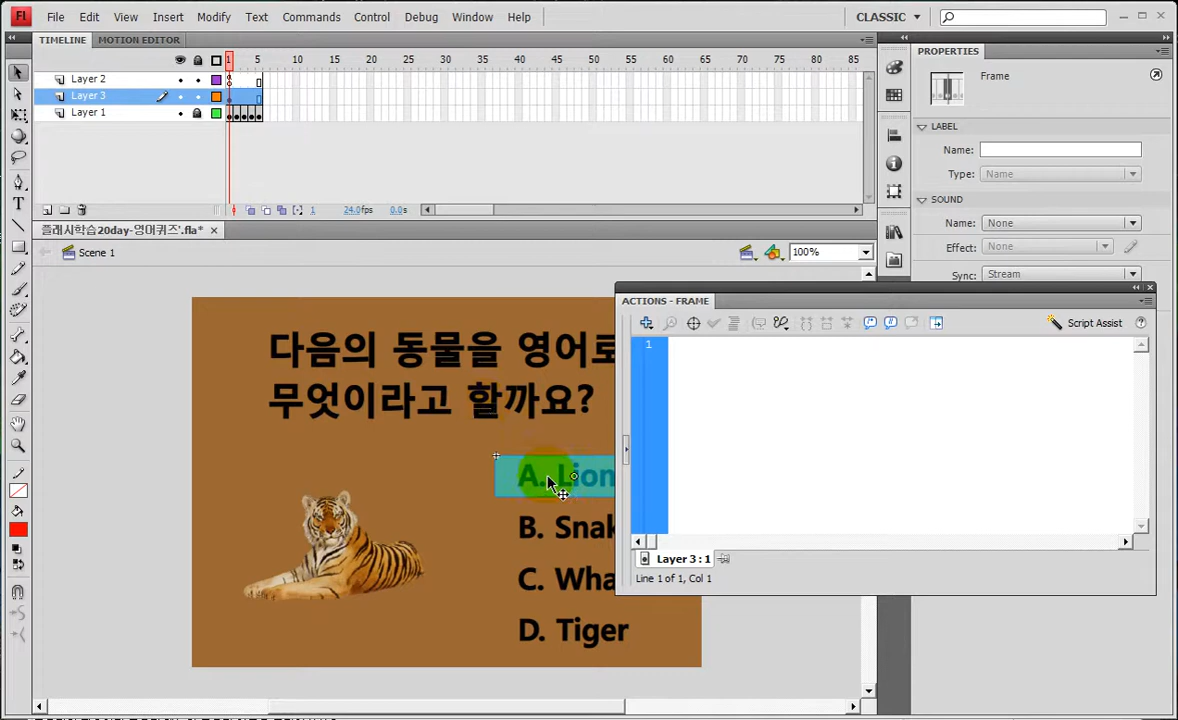 Fl File Edit View Insert Modify Text Commands Control Debug Window Help CLASSIC
TIMELINE MOTION EDITOR
1 5 10 15 20 25 30 35 40 45 50 55 60 65 70 75 80 85
Layer 2
Layer 3
Layer 1
1 24.0fps 0.0s
플래시학습20day-영어퀴즈'.fla*
Scene 1
100%
다음의 동물을 영어로
무엇이라고 할까요?
A. Lion
B. Snak
C. Wha
D. Tiger
PROPERTIES
Frame
LABEL
Name:
Type: Name
SOUND
Name: None
Effect: None
Sync: Stream
ACTIONS - FRAME
Script Assist
1
Layer 3 : 1
Line 1 of 1, Col 1